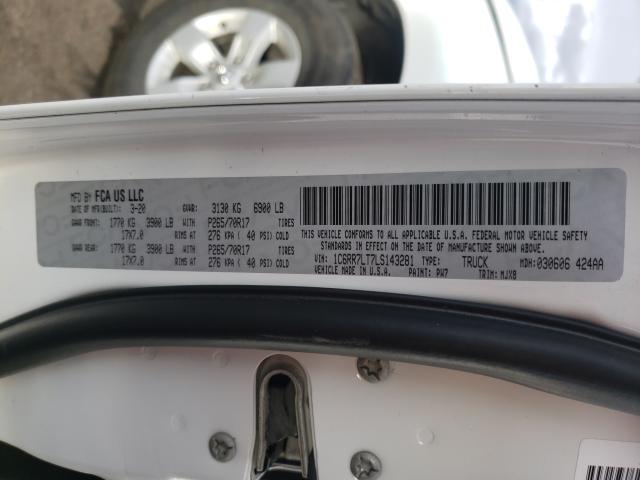 MFD BY FCA US LLC
DATE OF MFR(BUILT): 3-20 GVWR: 3130 KG 6900 LB
GAWR FRONT: 1770 KG 3900 LB P265/70R17 TIRES
17X7.0 RIMS AT 276 KPA ( 40 PSI) COLD
GAWR REAR: 1770 KG 3900 LB P265/70R17 TIRES
17X7.0 RIMS AT 276 KPA ( 40 PSI) COLD
THIS VEHICLE CONFORMS TO ALL APPLICABLE U.S.A. FEDERAL MOTOR VEHICLE SAFETY
STANDARDS IN EFFECT ON THE DATE OF MANUFACTURE SHOWN ABOVE.
VIN: 1C6RR7LT7LS143281 TYPE: TRUCK MDH: 030606 424AA
VEHICLE MADE IN U.S.A. PAINT: PW7 TRIM: MJX8